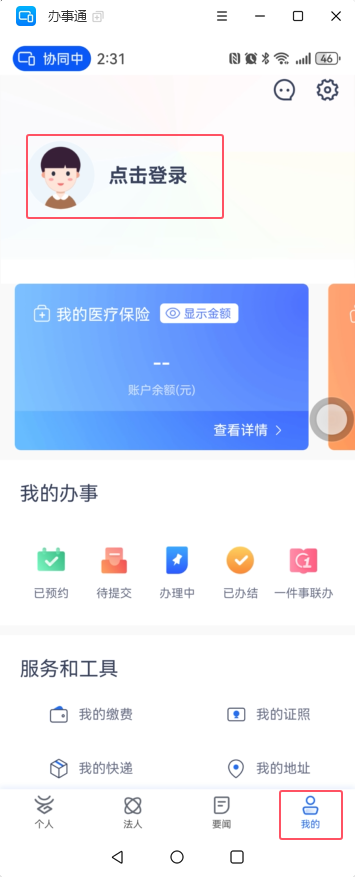 办事通
协同中 2:31 46
点击登录
我的医疗保险 显示金额
--
账户余额(元)
查看详情
我的办事
已预约 待提交 办理中 已办结 一件事联办
服务和工具
我的缴费 我的证照
我的快递 我的地址
个人 法人 要闻 我的